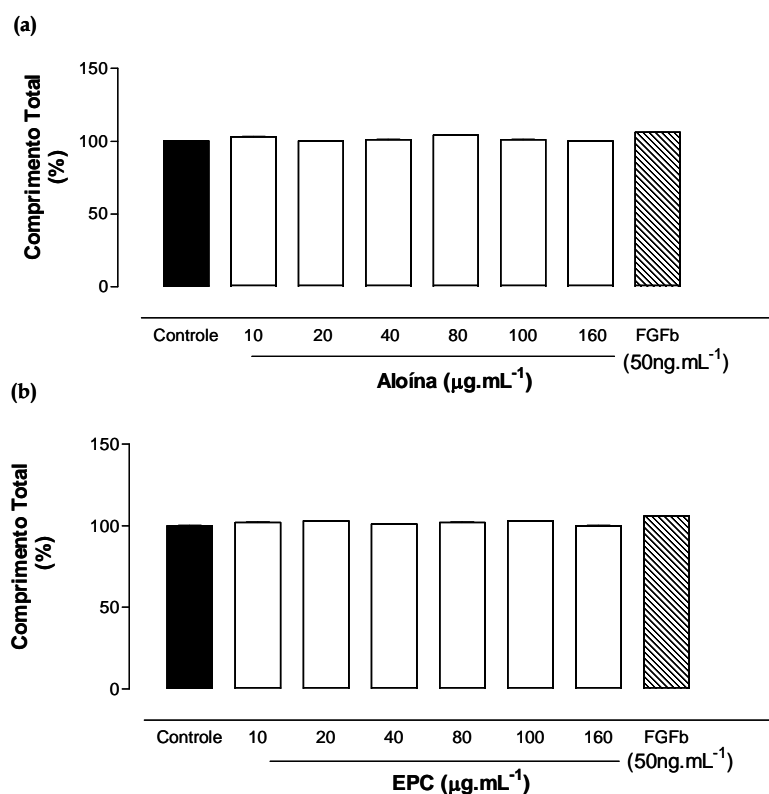 (a)
Comprimento Total
(%)
150
100
50
0
Controle 10 20 40 80 100 160 FGFb
(50ng.mL⁻¹)
Aloína (µg.mL⁻¹)
(b)
Comprimento Total
(%)
150
100
50
0
Controle 10 20 40 80 100 160 FGFb
(50ng.mL⁻¹)
EPC (µg.mL⁻¹)